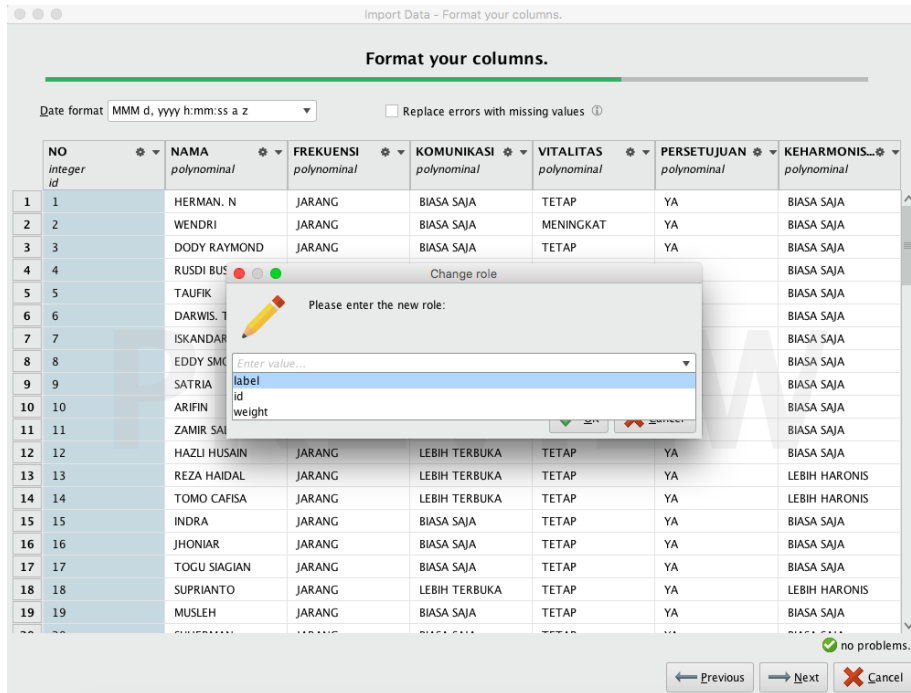 Import Data - Format your columns.
Format your columns.
Date format MMM d, yyyy h:mm:ss a z Replace errors with missing values
NO NAMA FREKUENSI KOMUNIKASI VITALITAS PERSETUJUAN KEHARMONIS...
integer polynominal polynominal polynominal polynominal polynominal polynominal
id
1 1 HERMAN. N JARANG BIASA SAJA TETAP YA BIASA SAJA
2 2 WENDRI JARANG BIASA SAJA MENINGKAT YA BIASA SAJA
3 3 DODY RAYMOND JARANG BIASA SAJA TETAP YA BIASA SAJA
4 4 RUSDI BUS BIASA SAJA
Change role
5 5 TAUFIK BIASA SAJA
Please enter the new role:
6 6 DARWIS. T BIASA SAJA
7 7 ISKANDAR BIASA SAJA
8 8 EDDY SMO BIASA SAJA
Enter value...
9 9 SATRIA BIASA SAJA
label
id
10 10 ARIFIN BIASA SAJA
weight
11 11 ZAMIR SAL BIASA SAJA
OK Cancel
12 12 HAZLI HUSAIN JARANG LEBIH TERBUKA TETAP YA BIASA SAJA
13 13 REZA HAIDAL JARANG LEBIH TERBUKA TETAP YA LEBIH HARONIS
14 14 TOMO CAFISA JARANG LEBIH TERBUKA TETAP YA LEBIH HARONIS
15 15 INDRA JARANG BIASA SAJA TETAP YA BIASA SAJA
16 16 JHONIAR JARANG BIASA SAJA TETAP YA BIASA SAJA
17 17 TOGU SIAGIAN JARANG BIASA SAJA TETAP YA BIASA SAJA
18 18 SUPRIANTO JARANG LEBIH TERBUKA TETAP YA LEBIH HARONIS
19 19 MUSLEH JARANG BIASA SAJA TETAP YA BIASA SAJA
no problems.
Previous Next Cancel